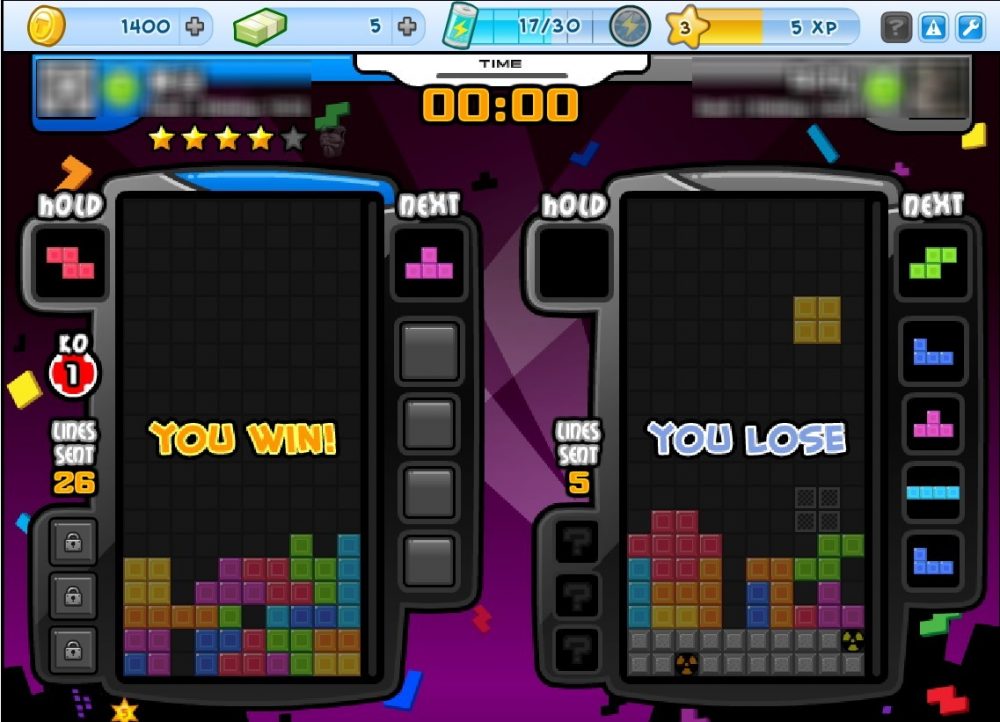 1400
5
17/30
3
5 XP
?
TIME
00:00
HOLD
NEXT
HOLD
NEXT
KO
1
YOU WIN!
YOU LOSE
LINES
SENT
26
LINES
SENT
5
?
?
?
5